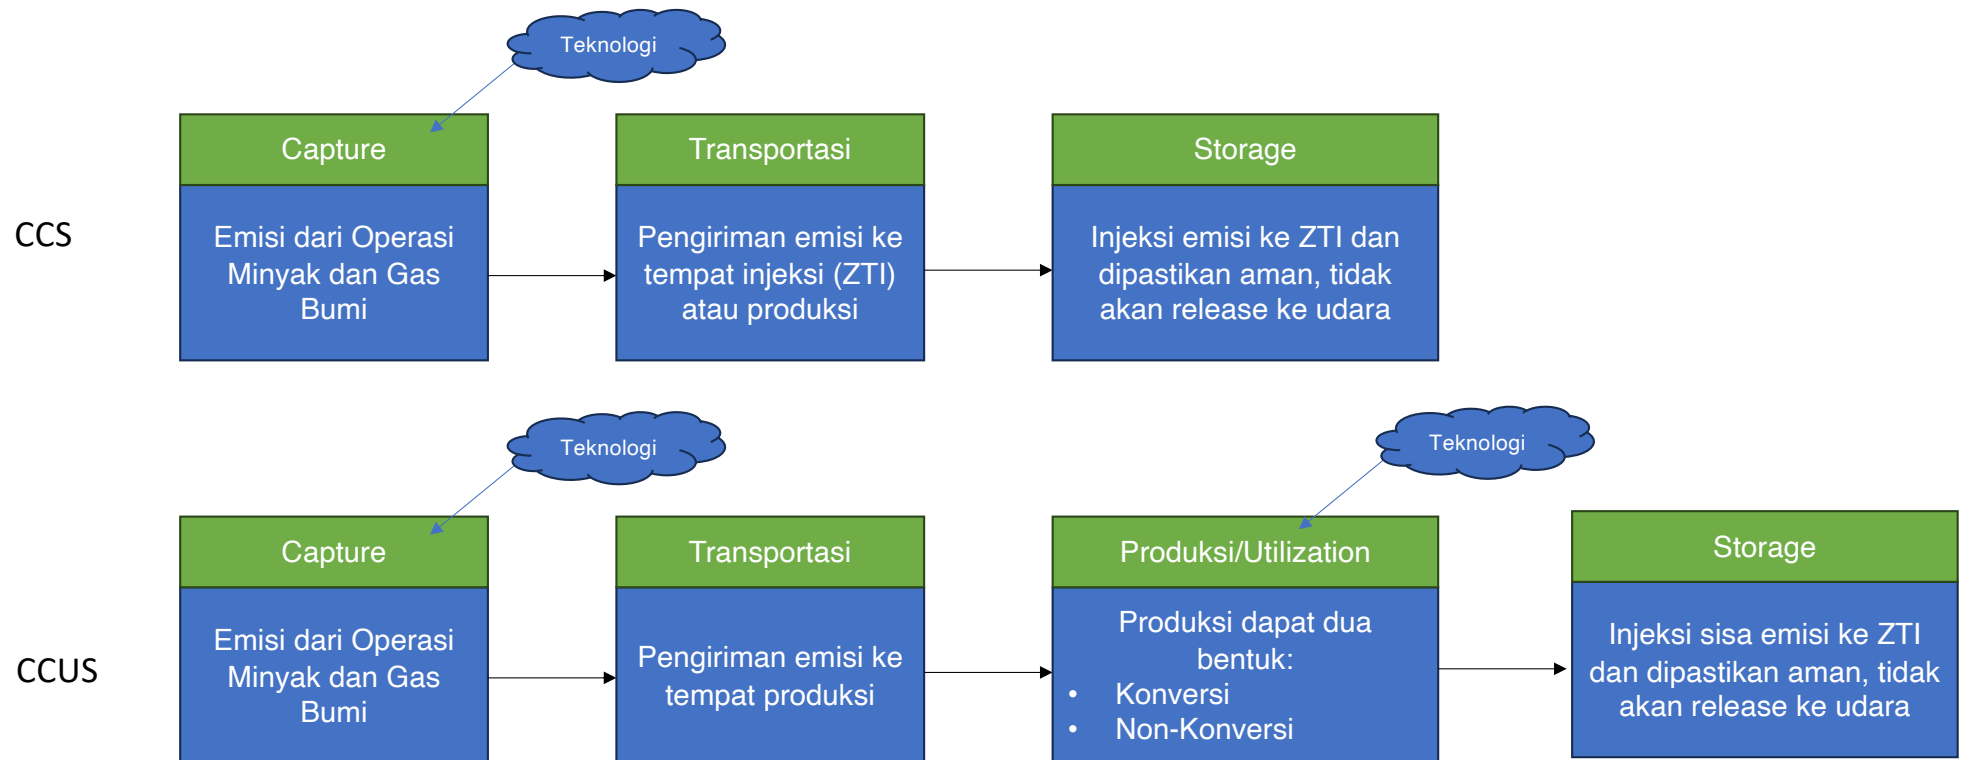 Teknologi
Capture
Transportasi
Storage
CCS
Emisi dari Operasi
Minyak dan Gas
Bumi
Pengiriman emisi ke
tempat injeksi (ZTI)
atau produksi
Injeksi emisi ke ZTI dan
dipastikan aman, tidak
akan release ke udara
Teknologi
Teknologi
Capture
Transportasi
Produksi/Utilization
Storage
CCUS
Emisi dari Operasi
Minyak dan Gas
Bumi
Pengiriman emisi ke
tempat produksi
Produksi dapat dua
bentuk:
• Konversi
• Non-Konversi
Injeksi sisa emisi ke ZTI
dan dipastikan aman, tidak
akan release ke udara